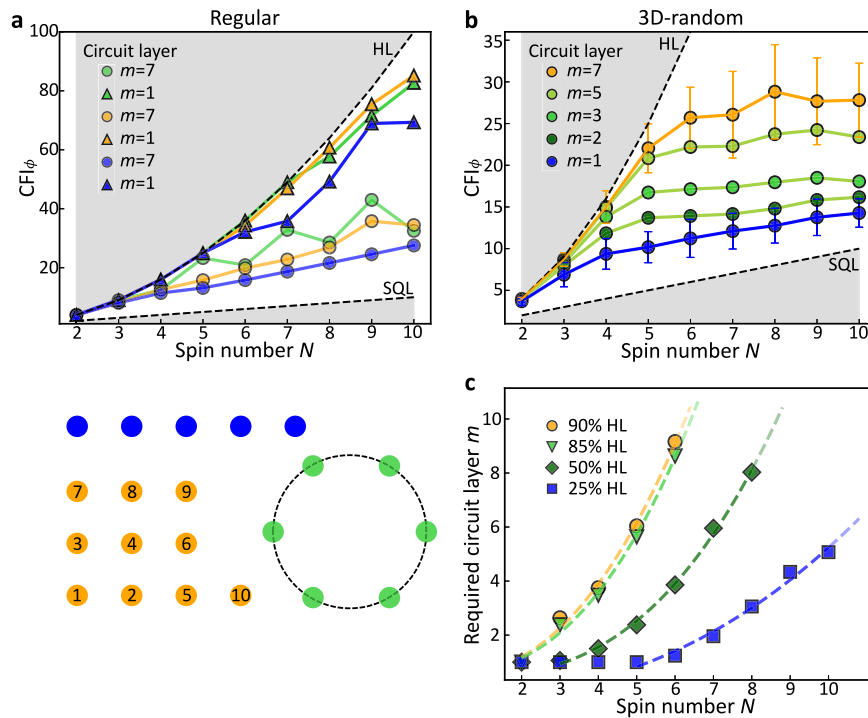 a
Regular
CFIϕ
100
80
60
40
20
Circuit layer
m=7
m=1
m=7
m=1
m=7
m=1
HL
SQL
2 3 4 5 6 7 8 9 10
Spin number N
b
3D-random
35
30
25
20
15
10
5
Circuit layer
m=7
m=5
m=3
m=2
m=1
HL
SQL
2 3 4 5 6 7 8 9 10
Spin number N
7 8 9
3 4 6
1 2 5 10
c
Required circuit layer m
10
8
6
4
2
90% HL
85% HL
50% HL
25% HL
2 3 4 5 6 7 8 9 10
Spin number N